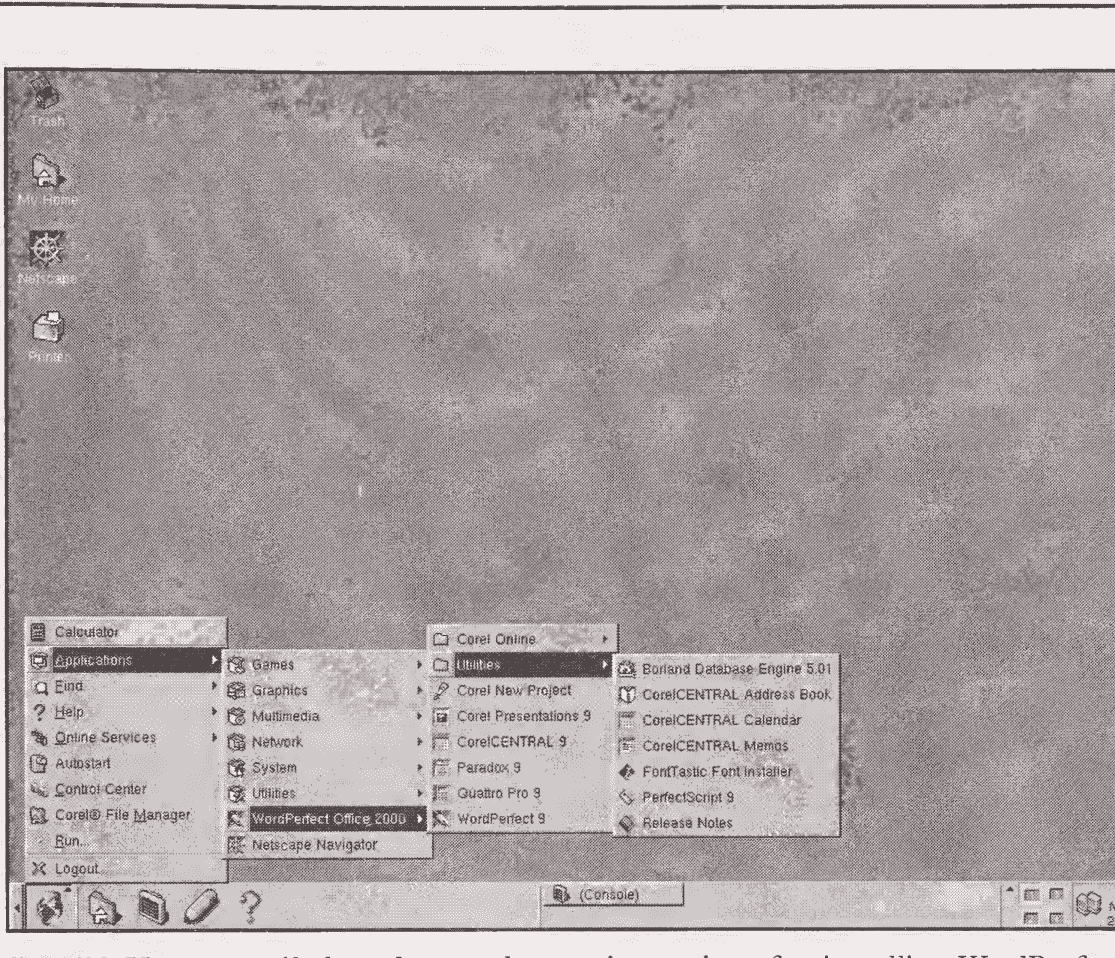 Trash
My Home
Netscape
Printer
Calculator
Applications
Find
Help
Online Services
Autostart
Control Center
Corel® File Manager
Run...
Logout
Games
Graphics
Multimedia
Network
System
Utilities
WordPerfect Office 2000
Netscape Navigator
Corel Online
Utilities
Corel New Project
Corel Presentations 9
CorelCENTRAL 9
Paradox 9
Quattro Pro 9
WordPerfect 9
Borland Database Engine 5.01
CorelCENTRAL Address Book
CorelCENTRAL Calendar
CorelCENTRAL Memos
FontTastic Font Installer
PerfectScript 9
Release Notes
(Console)